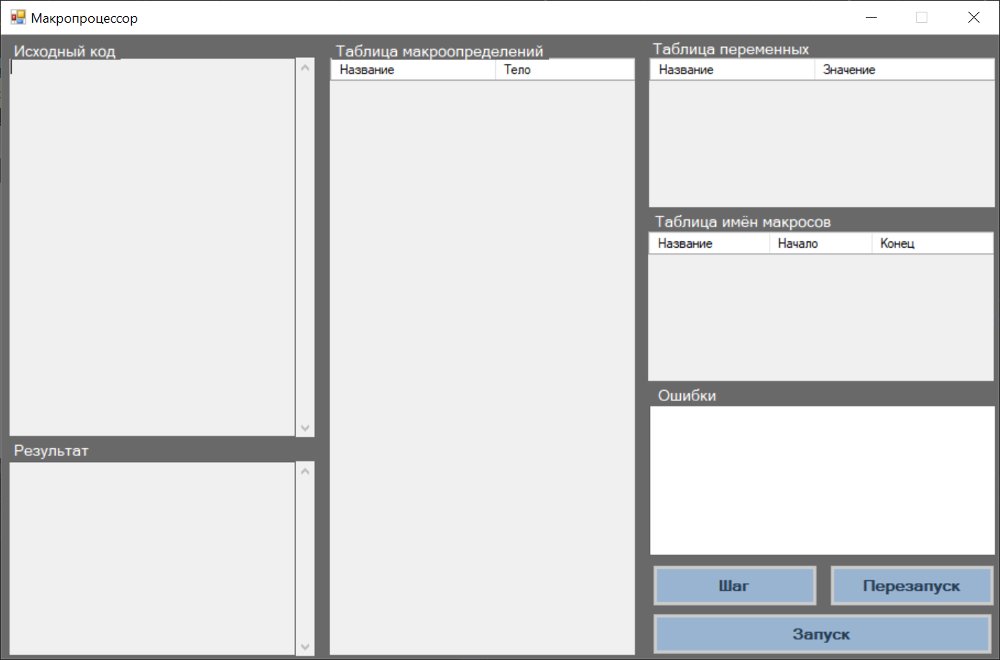 Макропроцессор
Исходный код
Результат
Таблица макроопределений
Название Тело
Таблица переменных
Название Значение
Таблица имён макросов
Название Начало Конец
Ошибки
Шаг Перезапуск
Запуск